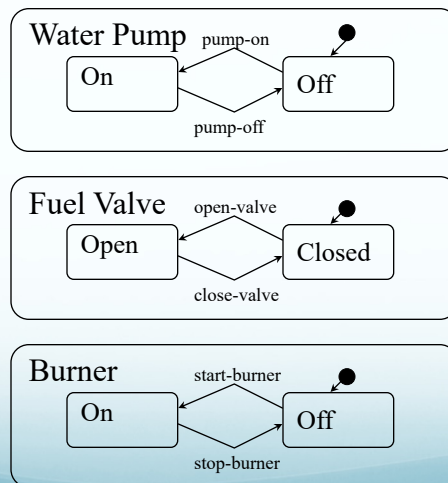 Water Pump
pump-on
On
Off
pump-off
Fuel Valve
open-valve
Open
Closed
close-valve
Burner
start-burner
On
Off
stop-burner